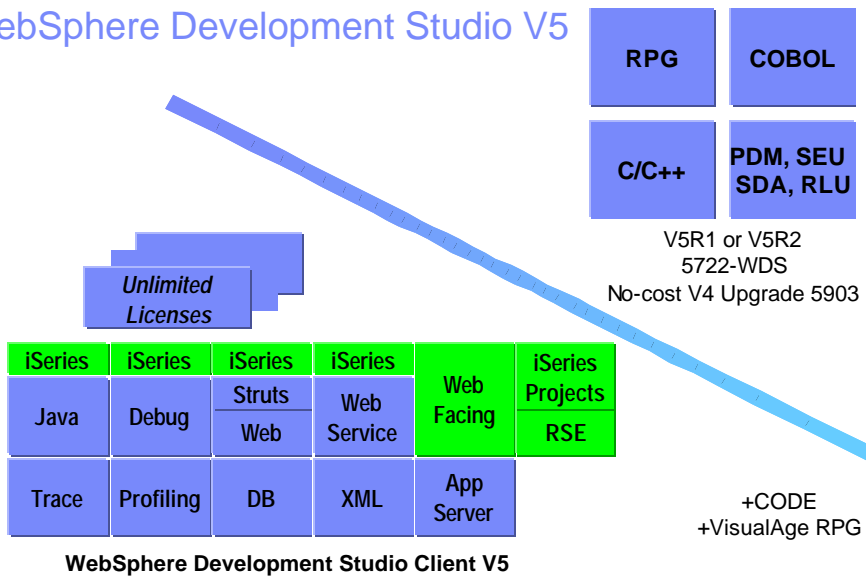 ebSphere Development Studio V5
RPG
COBOL
C/C++
PDM, SEU
SDA, RLU
V5R1 or V5R2
5722-WDS
No-cost V4 Upgrade 5903
Unlimited
Licenses
iSeries
iSeries
iSeries
iSeries
Web
Facing
iSeries
Projects
Java
Debug
Struts
Web
Web
Service
RSE
Trace
Profiling
DB
XML
App
Server
+CODE
+VisualAge RPG
WebSphere Development Studio Client V5